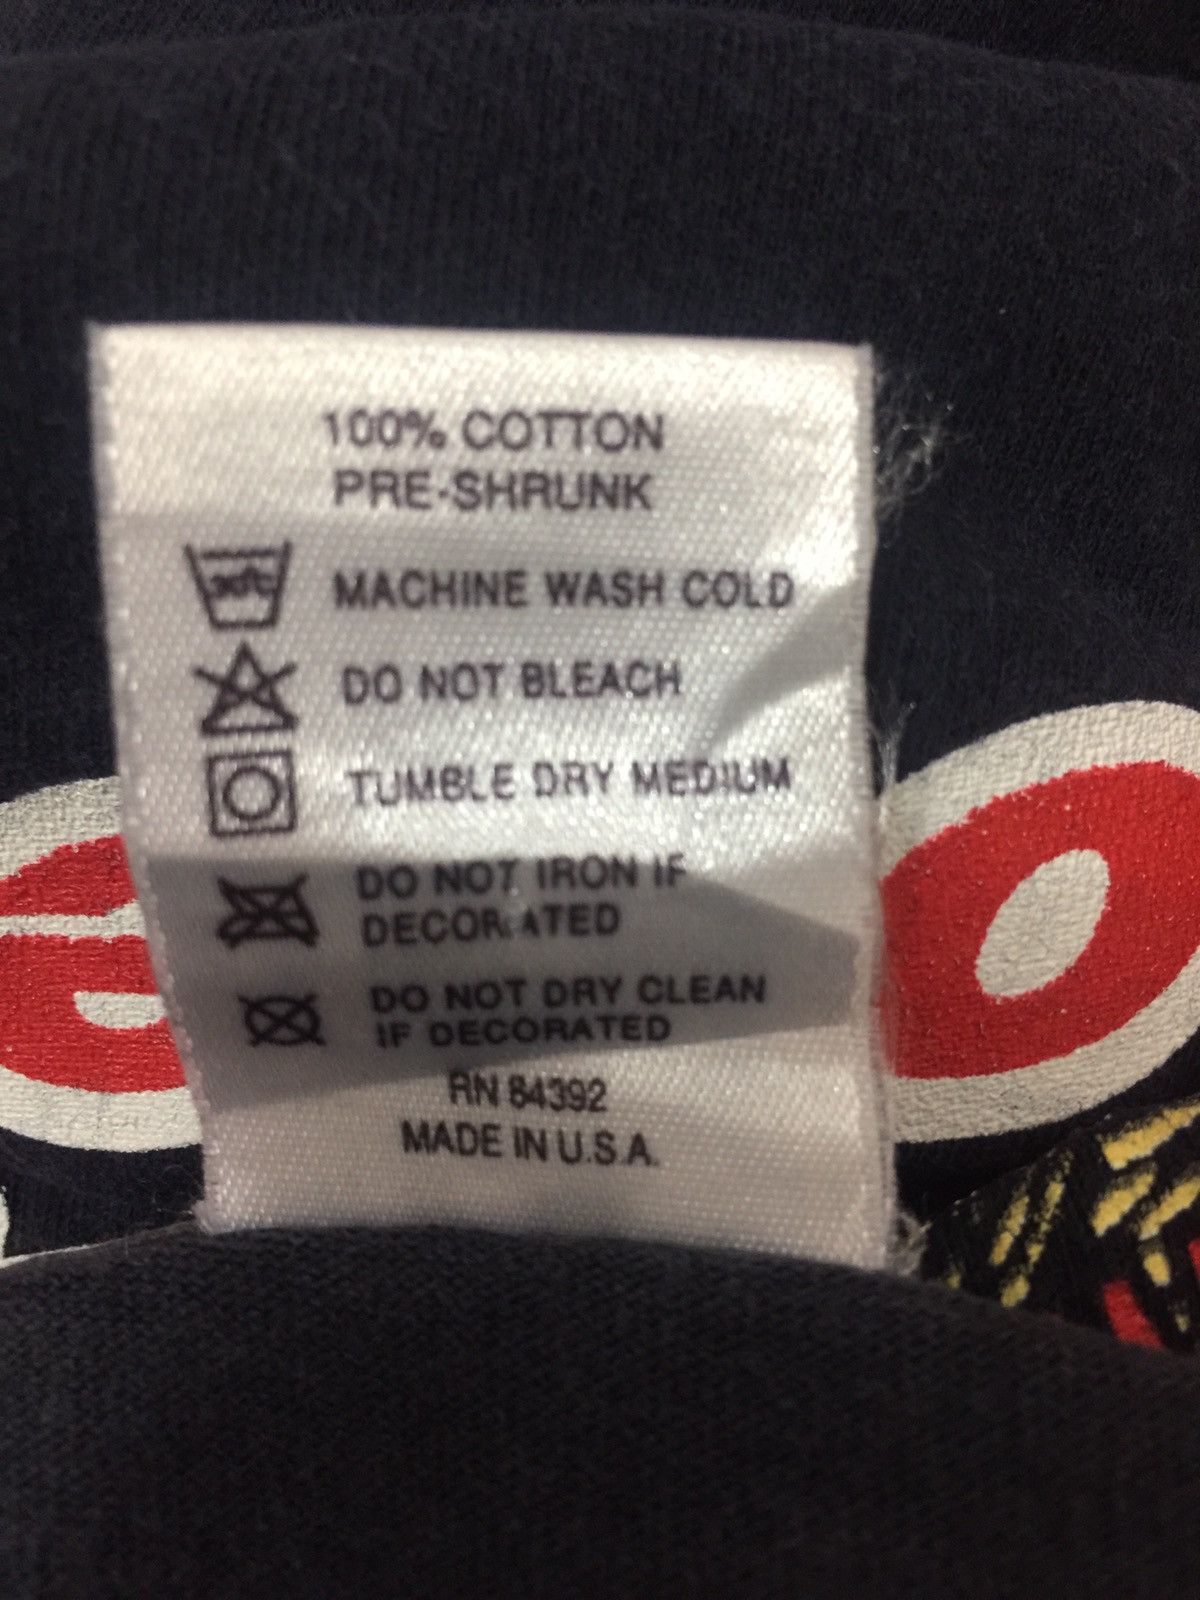 100% COTTON
PRE-SHRUNK
MACHINE WASH COLD
DO NOT BLEACH
TUMBLE DRY MEDIUM
DO NOT IRON IF
DECORATED
DO NOT DRY CLEAN
IF DECORATED
RN 84392
MADE IN U.S.A.